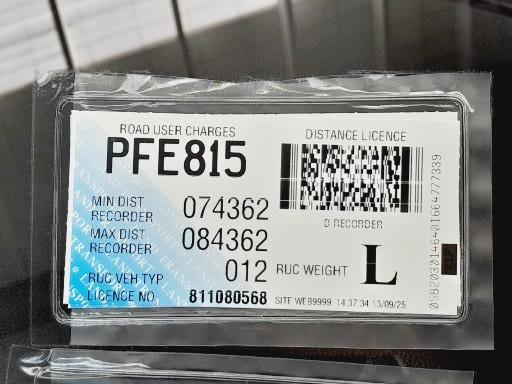 ROAD USER CHARGES
PFE815
MIN DIST
RECORDER 074362
MAX DIST
RECORDER 084362
RUC VEH TYP 012
LICENCE NO. 811080568
DISTANCE LICENCE
D RECORDER
RUC WEIGHT L
SITE WEB9999 14:37:34 13/09/25